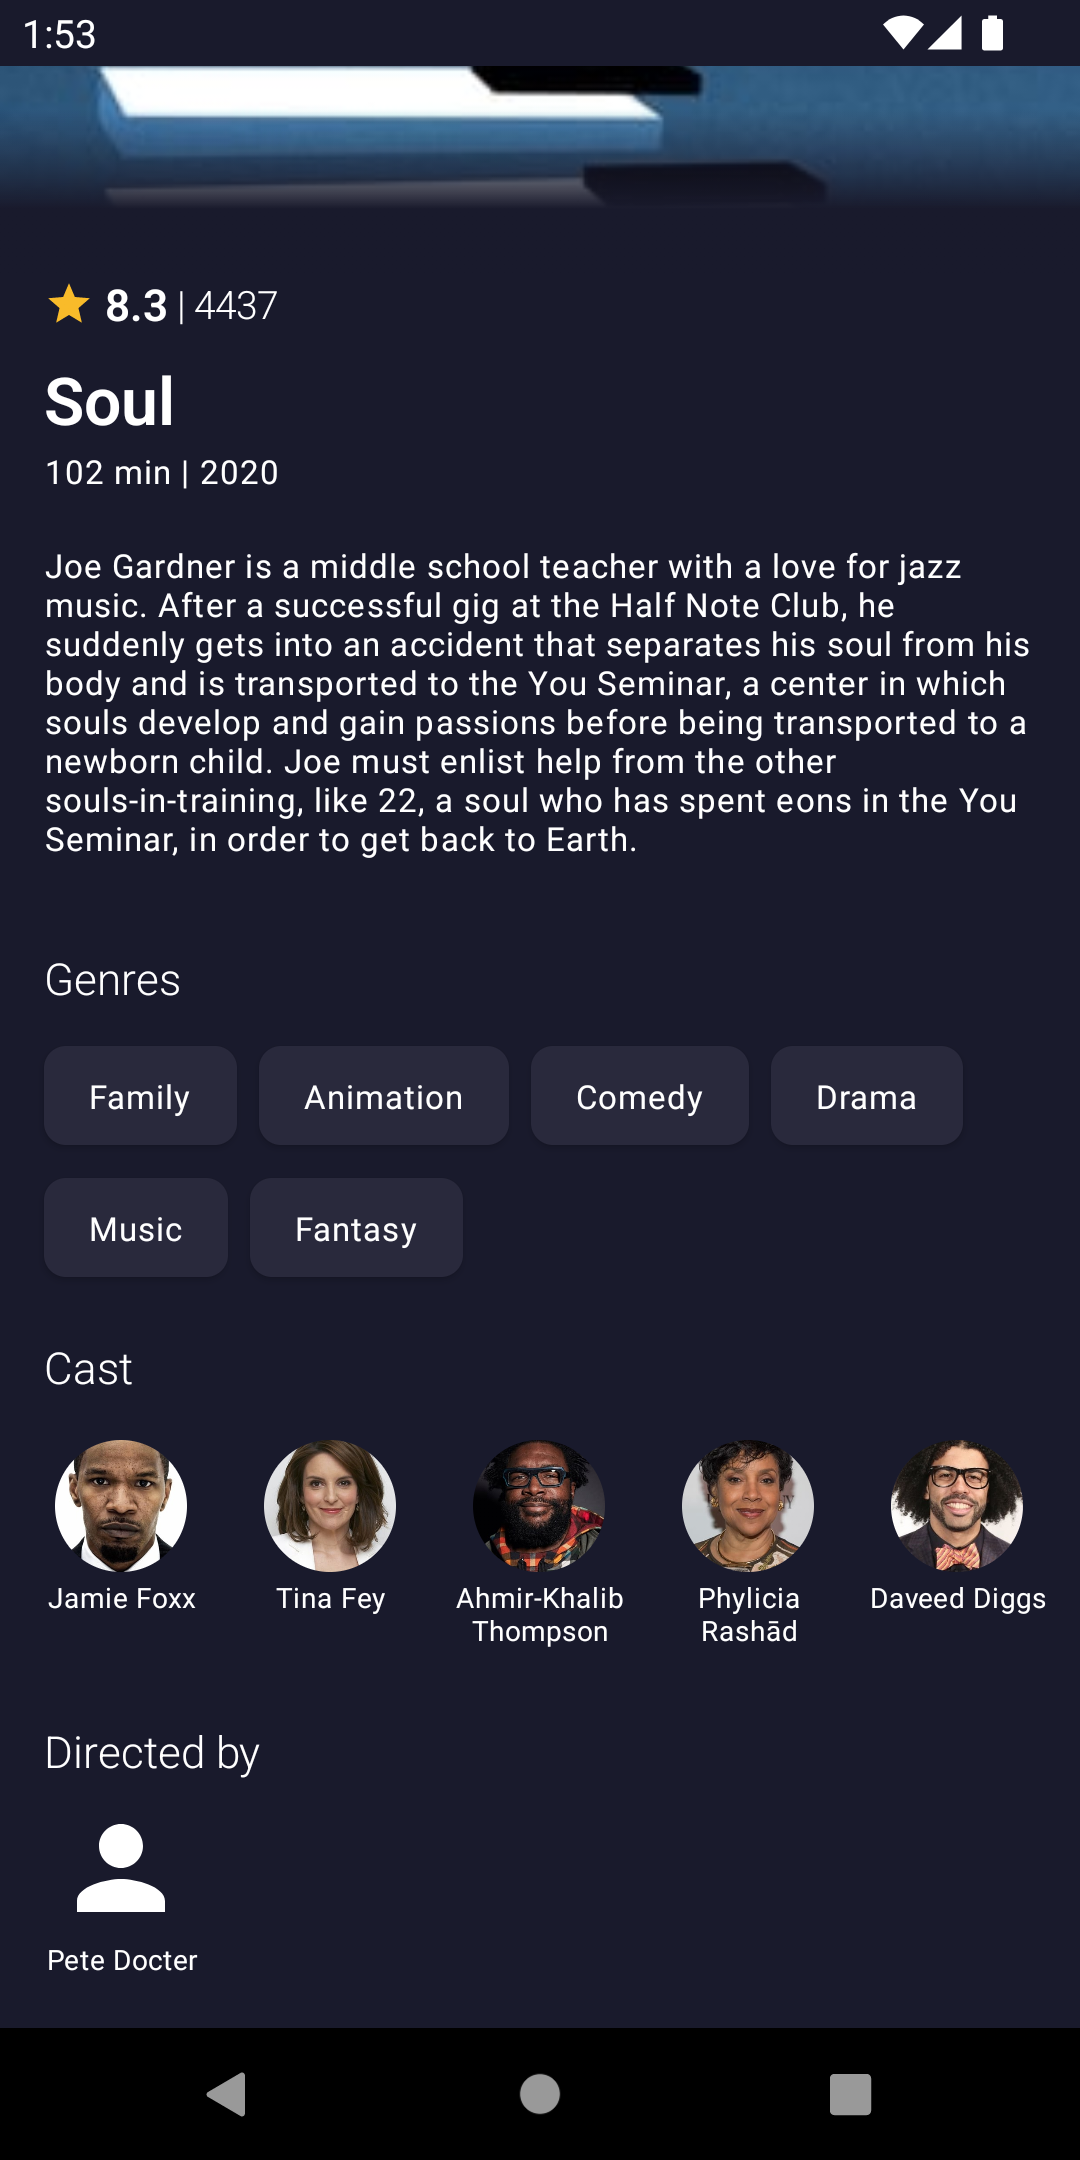 1:53
8.3 | 4437
Soul
102 min | 2020
Joe Gardner is a middle school teacher with a love for jazz
music. After a successful gig at the Half Note Club, he
suddenly gets into an accident that separates his soul from his
body and is transported to the You Seminar, a center in which
souls develop and gain passions before being transported to a
newborn child. Joe must enlist help from the other
souls-in-training, like 22, a soul who has spent eons in the You
Seminar, in order to get back to Earth.
Genres
Family Animation Comedy Drama
Music Fantasy
Cast
Jamie Foxx Tina Fey Ahmir-Khalib Phylicia Daveed Diggs
Thompson Rashād
Directed by
Pete Docter